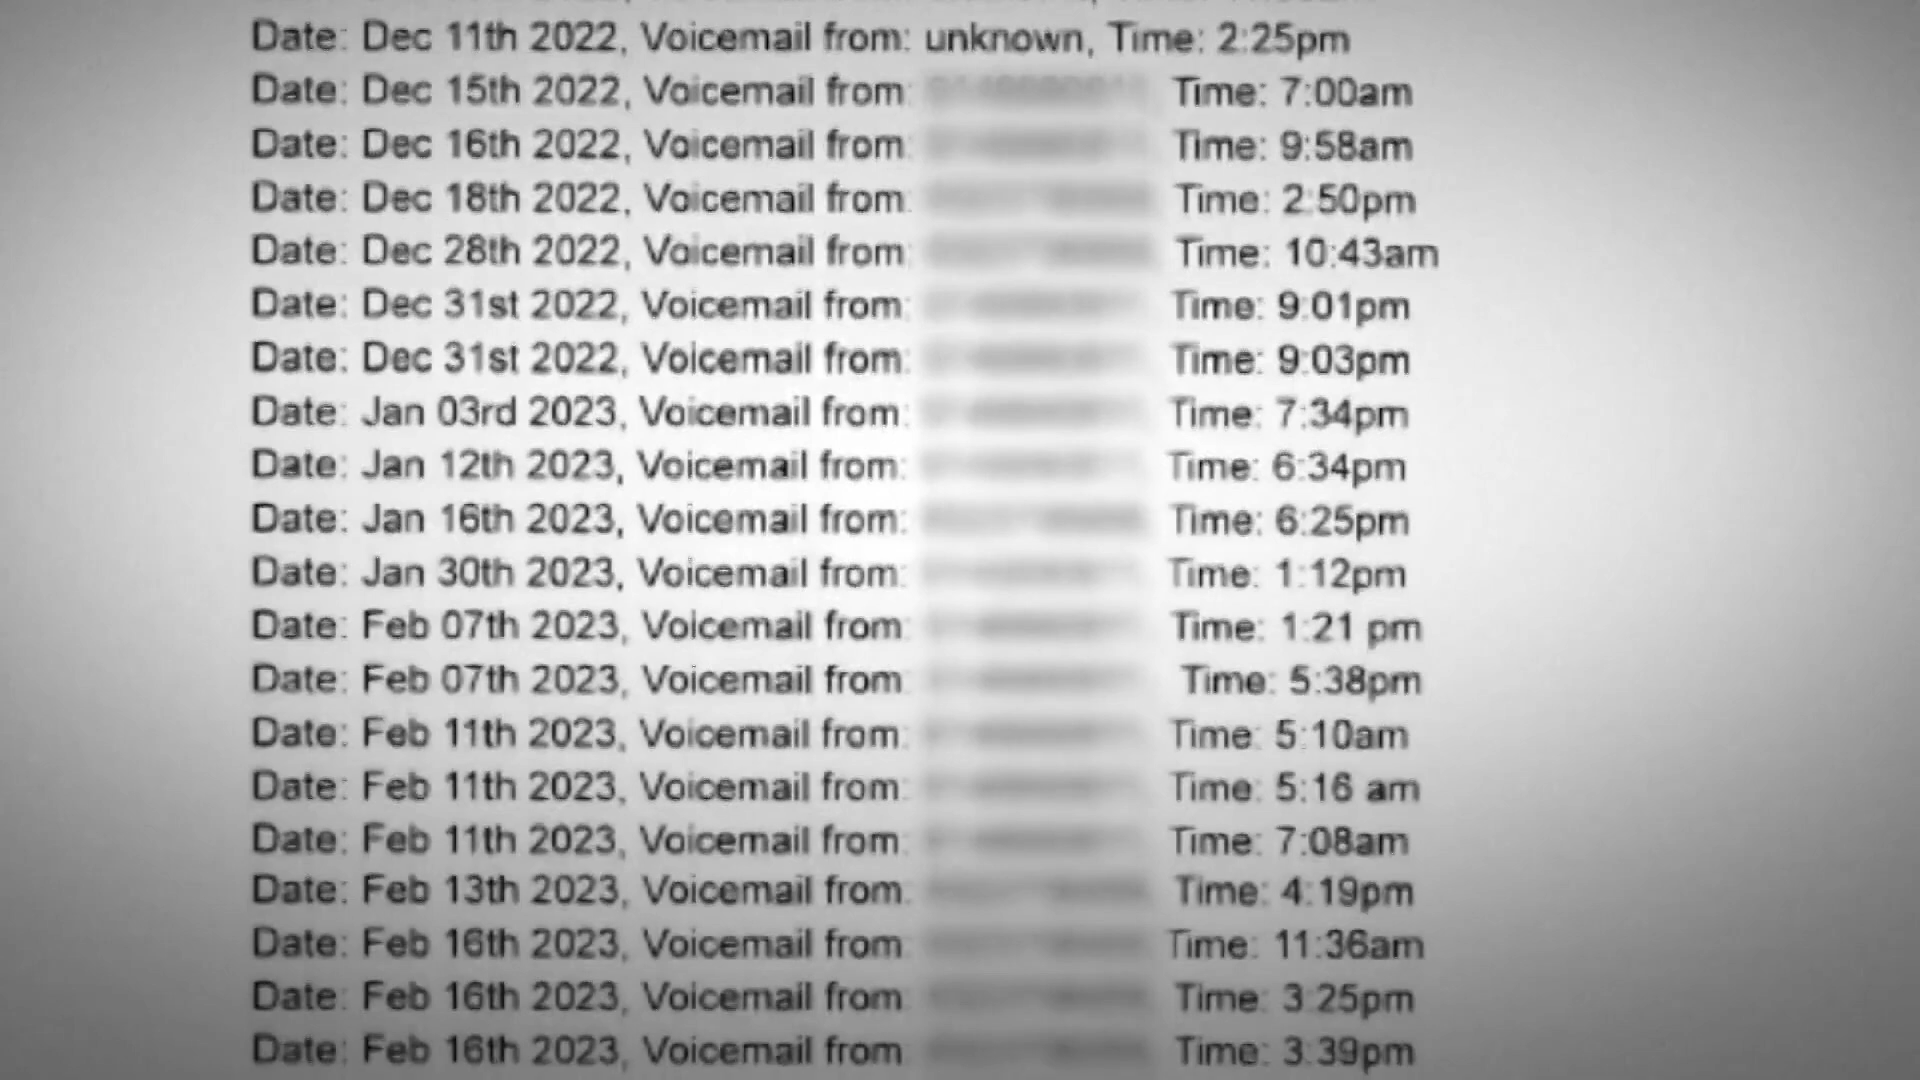 Date: Dec 11th 2022, Voicemail from: unknown, Time: 2:25pm
Date: Dec 15th 2022, Voicemail from: Time: 7:00am
Date: Dec 16th 2022, Voicemail from: Time: 9:58am
Date: Dec 18th 2022, Voicemail from: Time: 2:50pm
Date: Dec 28th 2022, Voicemail from: Time: 10:43am
Date: Dec 31st 2022, Voicemail from: Time: 9:01pm
Date: Dec 31st 2022, Voicemail from: Time: 9:03pm
Date: Jan 03rd 2023, Voicemail from: Time: 7:34pm
Date: Jan 12th 2023, Voicemail from: Time: 6:34pm
Date: Jan 16th 2023, Voicemail from: Time: 6:25pm
Date: Jan 30th 2023, Voicemail from: Time: 1:12pm
Date: Feb 07th 2023, Voicemail from: Time: 1:21 pm
Date: Feb 07th 2023, Voicemail from: Time: 5:38pm
Date: Feb 11th 2023, Voicemail from: Time: 5:10am
Date: Feb 11th 2023, Voicemail from: Time: 5:16 am
Date: Feb 11th 2023, Voicemail from: Time: 7:08am
Date: Feb 13th 2023, Voicemail from: Time: 4:19pm
Date: Feb 16th 2023, Voicemail from: Time: 11:36am
Date: Feb 16th 2023, Voicemail from: Time: 3:25pm
Date: Feb 16th 2023, Voicemail from: Time: 3:39pm